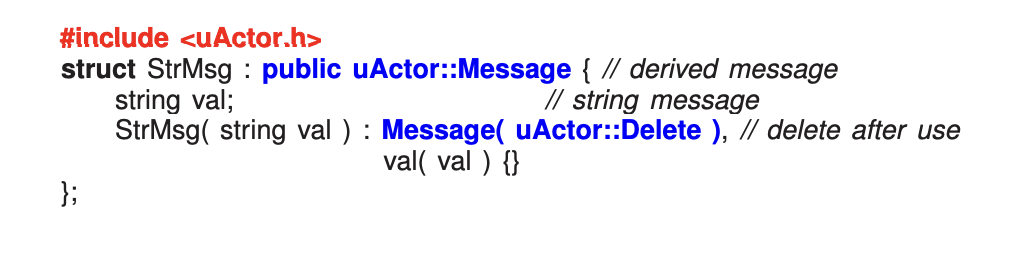 #include <uActor.h>
struct StrMsg : public uActor::Message { // derived message
string val; // string message
StrMsg( string val ) : Message( uActor::Delete ), // delete after use
val( val ) {}
};